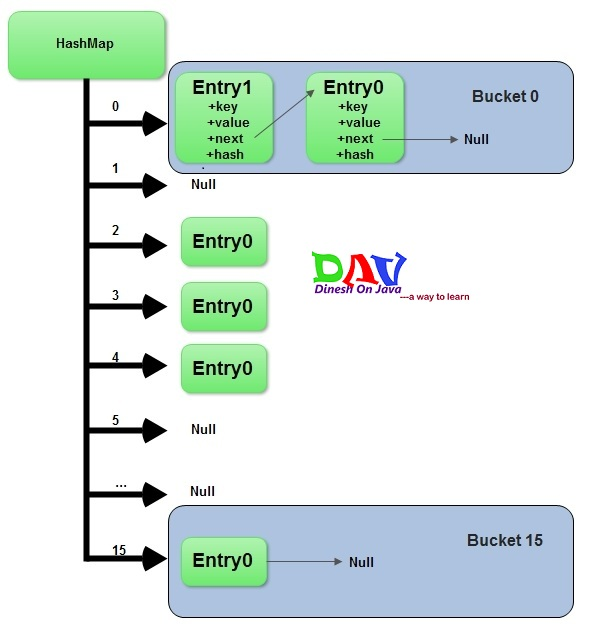 HashMap
0
Entry1
+key
+value
+next
+hash
Entry0
+key
+value
+next
+hash
Bucket 0
Null
1
Null
2
Entry0
DAV
Dinesh On Java
---a way to learn
3
Entry0
4
Entry0
5
Null
...
Null
15
Entry0
Null
Bucket 15